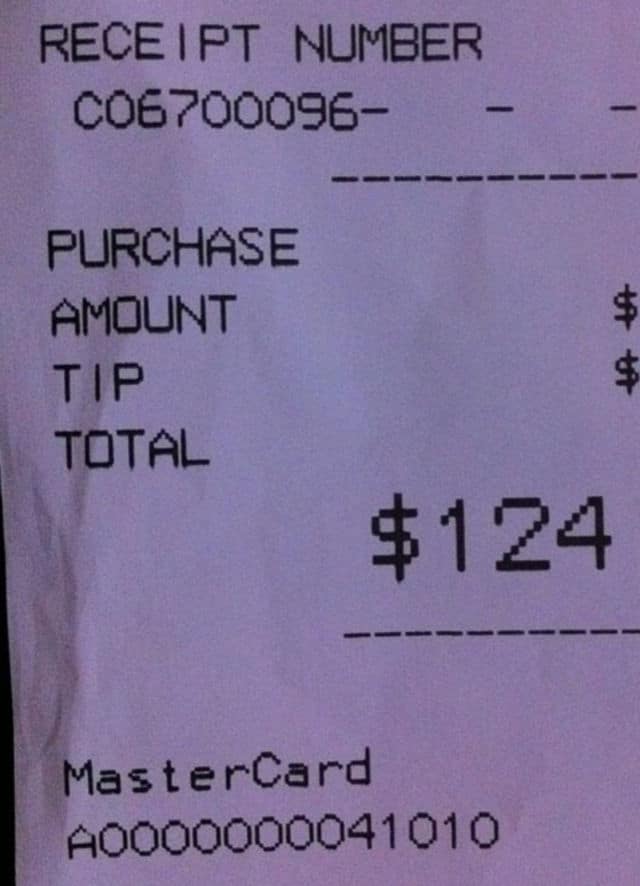 RECEIPT NUMBER
C06700096-   -   -
-----------
PURCHASE
AMOUNT $
TIP $
TOTAL
$124
----------
MasterCard
A0000000041010